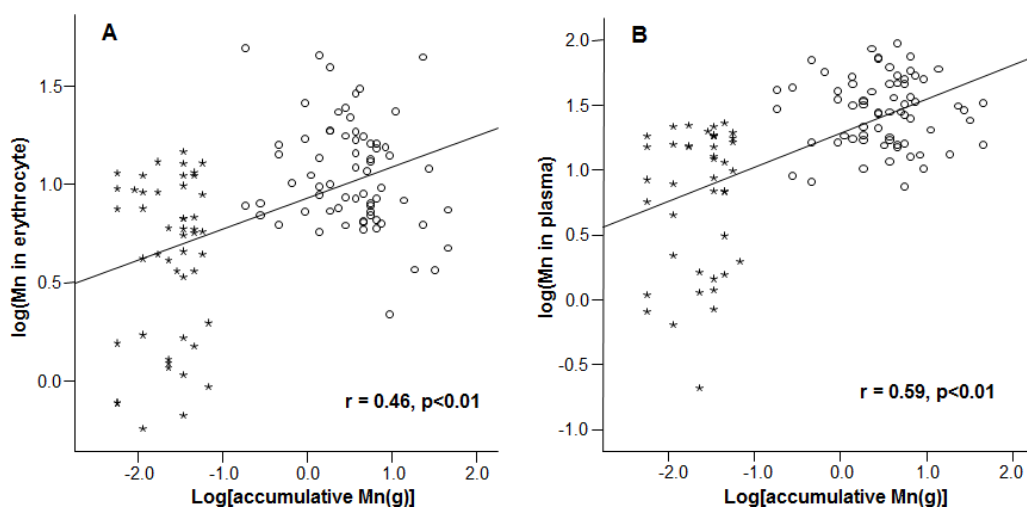 A
log(Mn in erythrocyte)
1.5
1.0
0.5
0.0
r = 0.46, p<0.01
-2.0 -1.0 0.0 1.0 2.0
Log[accumulative Mn(g)]
B
log(Mn in plasma)
2.0
1.5
1.0
0.5
0.0
-0.5
-1.0
r = 0.59, p<0.01
-2.0 -1.0 0.0 1.0 2.0
Log[accumulative Mn(g)]